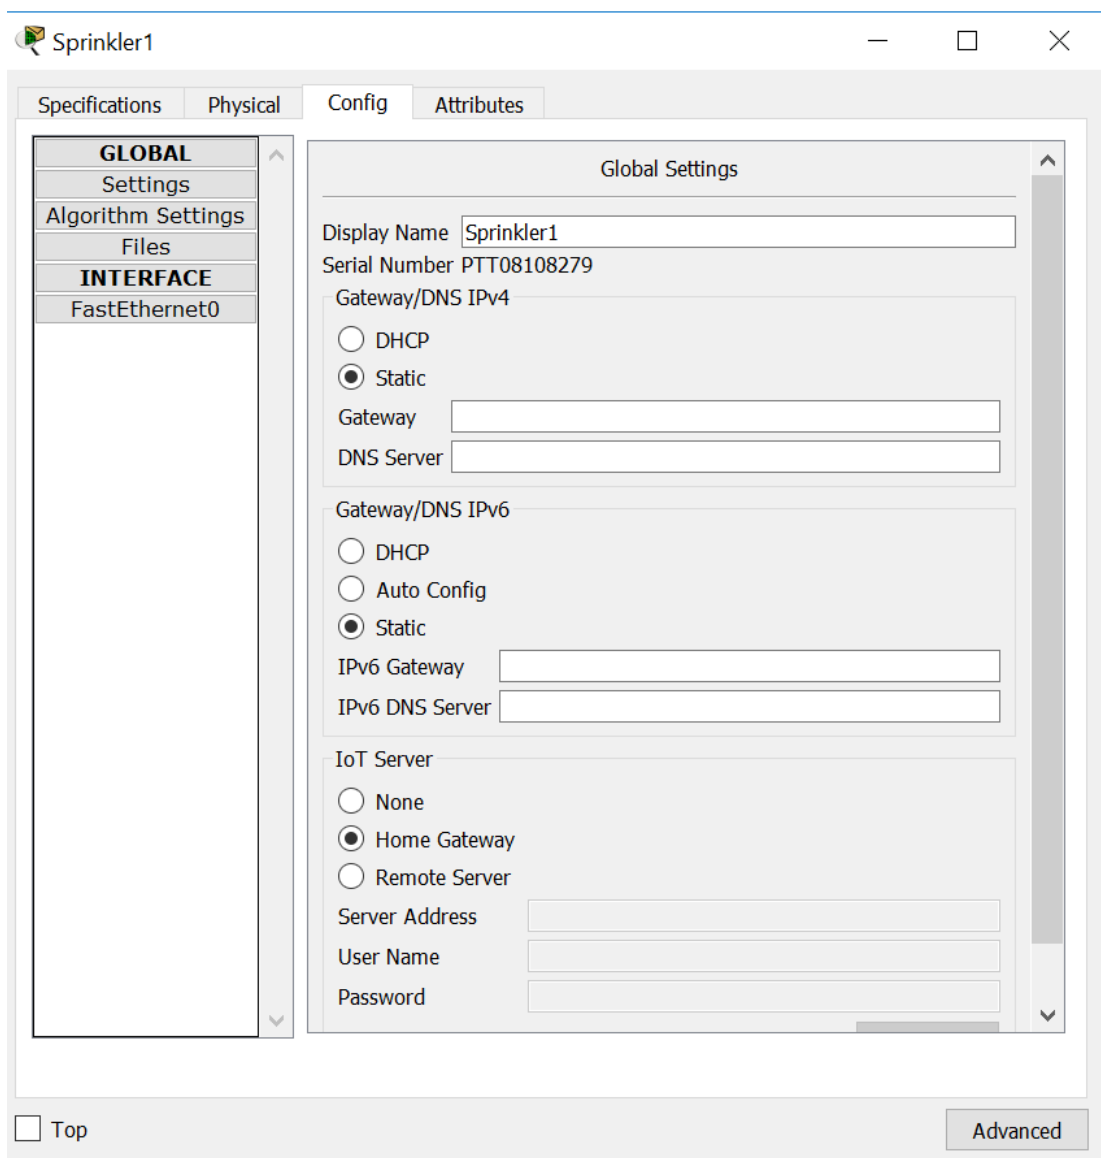 Sprinkler1
Specifications Physical Config Attributes
GLOBAL
Settings
Algorithm Settings
Files
INTERFACE
FastEthernet0
Global Settings
Display Name Sprinkler1
Serial Number PTT08108279
Gateway/DNS IPv4
DHCP
Static
Gateway
DNS Server
Gateway/DNS IPv6
DHCP
Auto Config
Static
IPv6 Gateway
IPv6 DNS Server
IoT Server
None
Home Gateway
Remote Server
Server Address
User Name
Password
Top Advanced